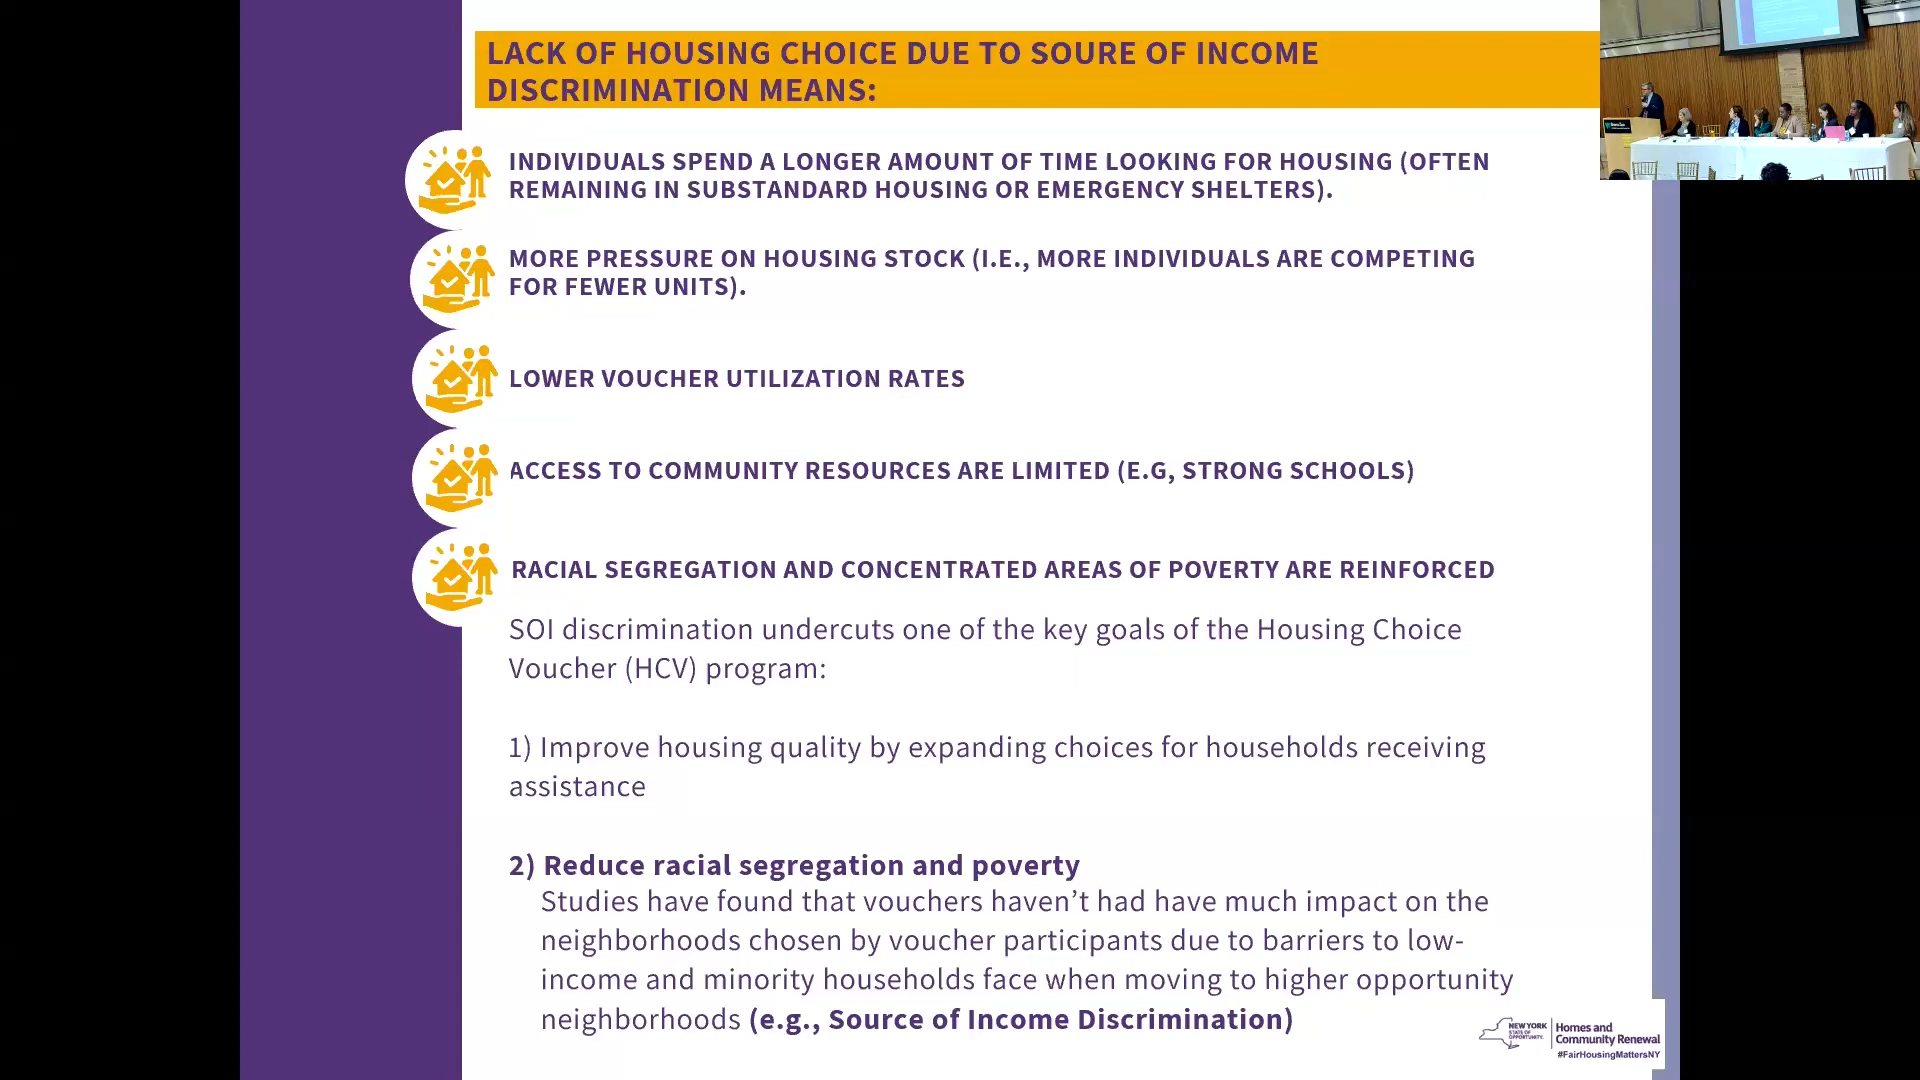 LACK OF HOUSING CHOICE DUE TO SOURE OF INCOME
DISCRIMINATION MEANS:
INDIVIDUALS SPEND A LONGER AMOUNT OF TIME LOOKING FOR HOUSING (OFTEN
REMAINING IN SUBSTANDARD HOUSING OR EMERGENCY SHELTERS).
MORE PRESSURE ON HOUSING STOCK (I.E., MORE INDIVIDUALS ARE COMPETING
FOR FEWER UNITS).
LOWER VOUCHER UTILIZATION RATES
ACCESS TO COMMUNITY RESOURCES ARE LIMITED (E.G, STRONG SCHOOLS)
RACIAL SEGREGATION AND CONCENTRATED AREAS OF POVERTY ARE REINFORCED
SOI discrimination undercuts one of the key goals of the Housing Choice
Voucher (HCV) program:
1) Improve housing quality by expanding choices for households receiving
assistance
2) Reduce racial segregation and poverty
Studies have found that vouchers haven’t had have much impact on the
neighborhoods chosen by voucher participants due to barriers to low-
income and minority households face when moving to higher opportunity
neighborhoods (e.g., Source of Income Discrimination)
NEW YORK
STATE OF
OPPORTUNITY.
Homes and
Community Renewal
#FairHousingMattersNY